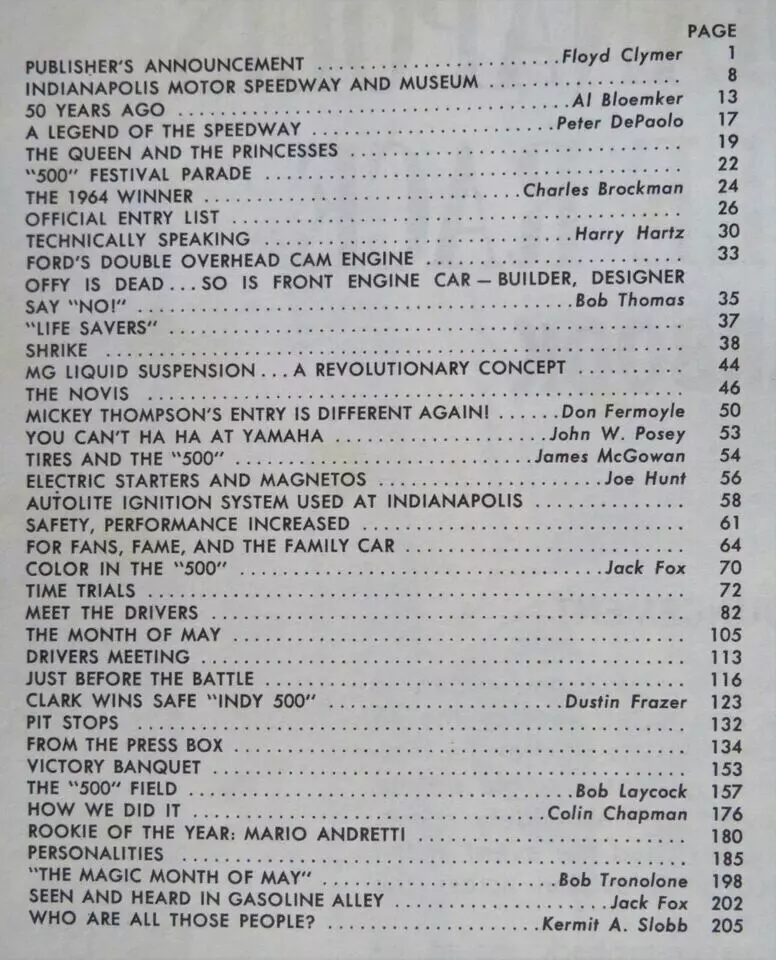 PAGE
PUBLISHER'S ANNOUNCEMENT ........................Floyd Clymer 1
INDIANAPOLIS MOTOR SPEEDWAY AND MUSEUM .................. 8
50 YEARS AGO .......................................Al Bloemker 13
A LEGEND OF THE SPEEDWAY .......................Peter DePaolo 17
THE QUEEN AND THE PRINCESSES ............................... 19
"500" FESTIVAL PARADE ....................................... 22
THE 1964 WINNER ..............................Charles Brockman 24
OFFICIAL ENTRY LIST .......................................... 26
TECHNICALLY SPEAKING .............................Harry Hartz 30
FORD'S DOUBLE OVERHEAD CAM ENGINE ........................ 33
OFFY IS DEAD...SO IS FRONT ENGINE CAR — BUILDER, DESIGNER
SAY "NO!" ..........................................Bob Thomas 35
"LIFE SAVERS" ................................................ 37
SHRIKE ...................................................... 38
MG LIQUID SUSPENSION...A REVOLUTIONARY CONCEPT ........... 44
THE NOVIS .................................................. 46
MICKEY THOMPSON'S ENTRY IS DIFFERENT AGAIN! ......Don Fermoyle 50
YOU CAN'T HA HA AT YAMAHA .....................John W. Posey 53
TIRES AND THE "500" .............................James McGowan 54
ELECTRIC STARTERS AND MAGNETOS .......................Joe Hunt 56
AUTOLITE IGNITION SYSTEM USED AT INDIANAPOLIS .............. 58
SAFETY, PERFORMANCE INCREASED .............................. 61
FOR FANS, FAME, AND THE FAMILY CAR .......................... 64
COLOR IN THE "500" ...................................Jack Fox 70
TIME TRIALS .................................................. 72
MEET THE DRIVERS ............................................ 82
THE MONTH OF MAY .......................................... 105
DRIVERS MEETING ............................................ 113
JUST BEFORE THE BATTLE ...................................... 116
CLARK WINS SAFE "INDY 500" .......................Dustin Frazer 123
PIT STOPS .................................................... 132
FROM THE PRESS BOX ........................................ 134
VICTORY BANQUET .......................................... 153
THE "500" FIELD ....................................Bob Laycock 157
HOW WE DID IT .................................Colin Chapman 176
ROOKIE OF THE YEAR: MARIO ANDRETTI ........................ 180
PERSONALITIES ................................................ 185
"THE MAGIC MONTH OF MAY" .......................Bob Tronolone 198
SEEN AND HEARD IN GASOLINE ALLEY .....................Jack Fox 202
WHO ARE ALL THOSE PEOPLE? .....................Kermit A. Slobb 205